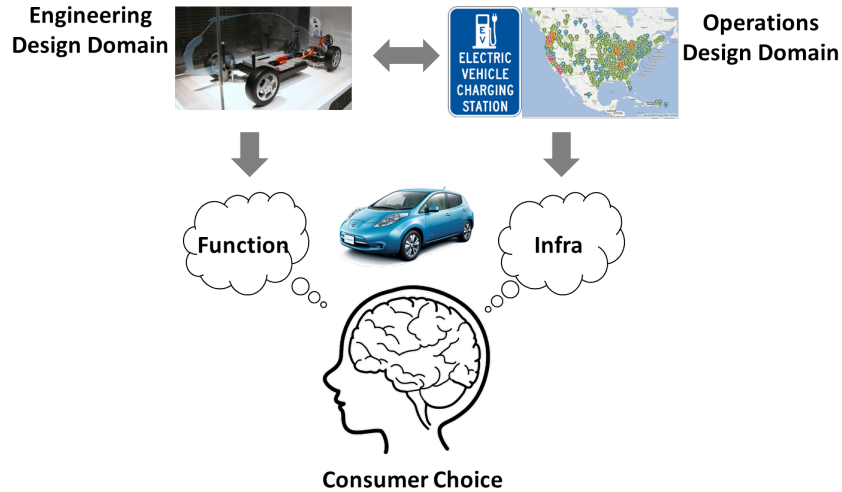 Engineering
Design Domain
EV
ELECTRIC
VEHICLE
CHARGING
STATION
Operations
Design Domain
Function
Infra
Consumer Choice